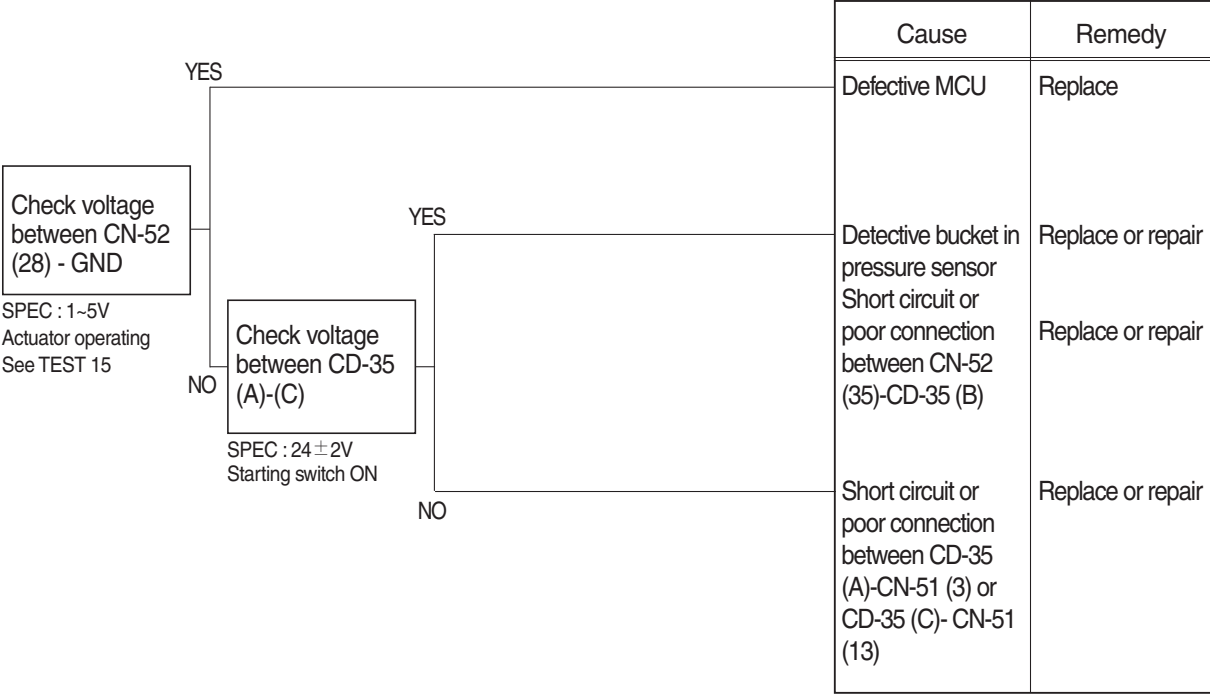 Cause
Remedy
YES
Defective MCU
Replace
Check voltage
between CN-52
(28) - GND
SPEC : 1~5V
Actuator operating
See TEST 15
YES
Detective bucket in
pressure sensor
Replace or repair
Short circuit or
poor connection
between CN-52
(35)-CD-35 (B)
Replace or repair
NO
Check voltage
between CD-35
(A)-(C)
SPEC : 24±2V
Starting switch ON
NO
Short circuit or
poor connection
between CD-35
(A)-CN-51 (3) or
CD-35 (C)- CN-51
(13)
Replace or repair